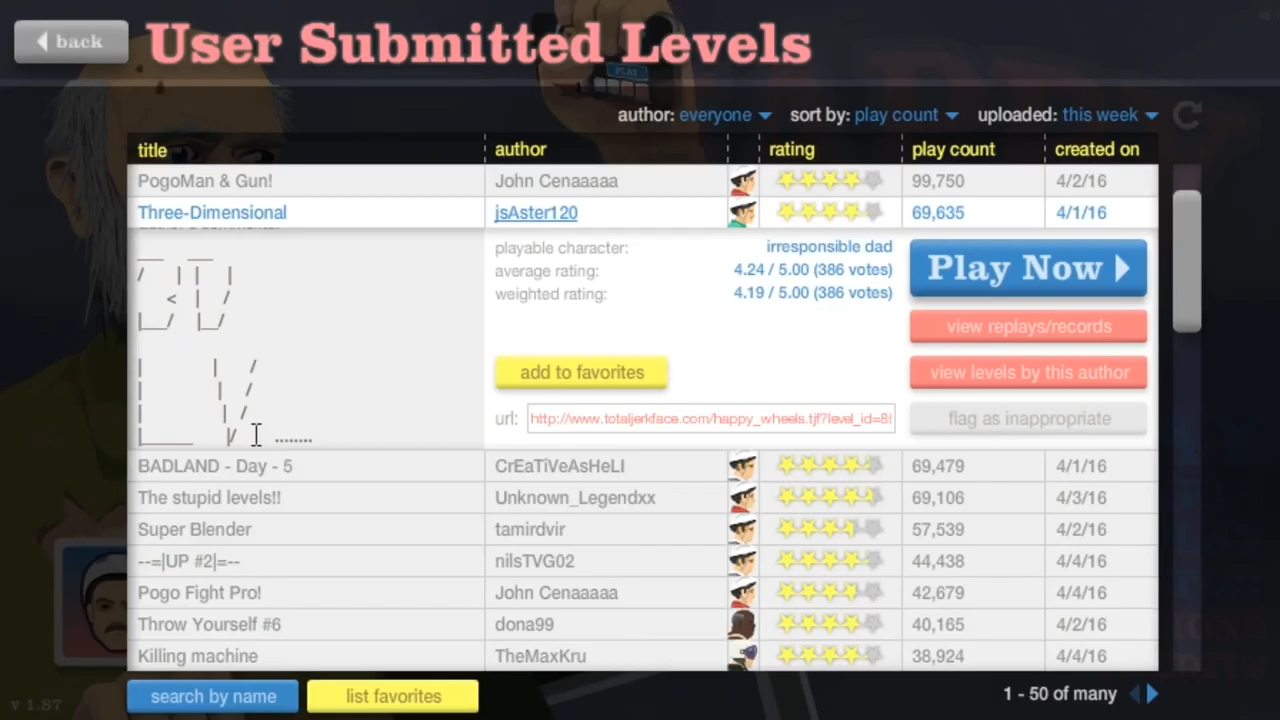 back
User Submitted Levels
PLAY
author: everyone sort by: play count uploaded: this week
title author rating play count created on
PogoMan & Gun! John Cenaaaaa 99,750 4/2/16
Three-Dimensional jsAster120 69,635 4/1/16
playable character: irresponsible dad
average rating: 4.24 / 5.00 (386 votes)
weighted rating: 4.19 / 5.00 (386 votes)
Play Now
view replays/records
add to favorites
view levels by this author
url: http://www.totaljerkface.com/happy_wheels.tjf?level_id=8
flag as inappropriate
___   ___
/    | |    |
    <  |    /
|___/   |__/
|          |    /
|          |   /
|          | /
|_____     |/   ........
BADLAND - Day - 5 CrEaTiVeAsHeLl 69,479 4/1/16
The stupid levels!! Unknown_Legendxx 69,106 4/3/16
Super Blender tamirdvir 57,539 4/2/16
--=|UP #2|=-- nilsTVG02 44,438 4/4/16
Pogo Fight Pro! John Cenaaaaa 42,679 4/4/16
Throw Yourself #6 dona99 40,165 4/2/16
Killing machine TheMaxKru 38,924 4/4/16
search by name list favorites 1 - 50 of many
v 1.87